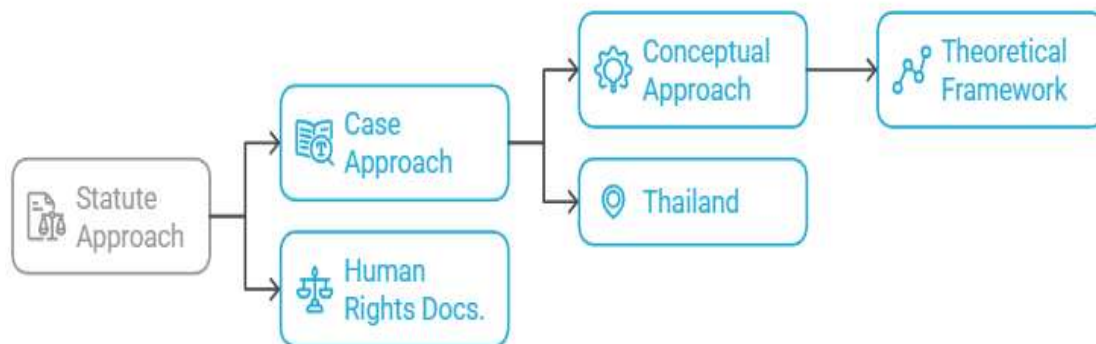 Statute
Approach
Case
Approach
Human
Rights Docs.
Conceptual
Approach
Thailand
Theoretical
Framework